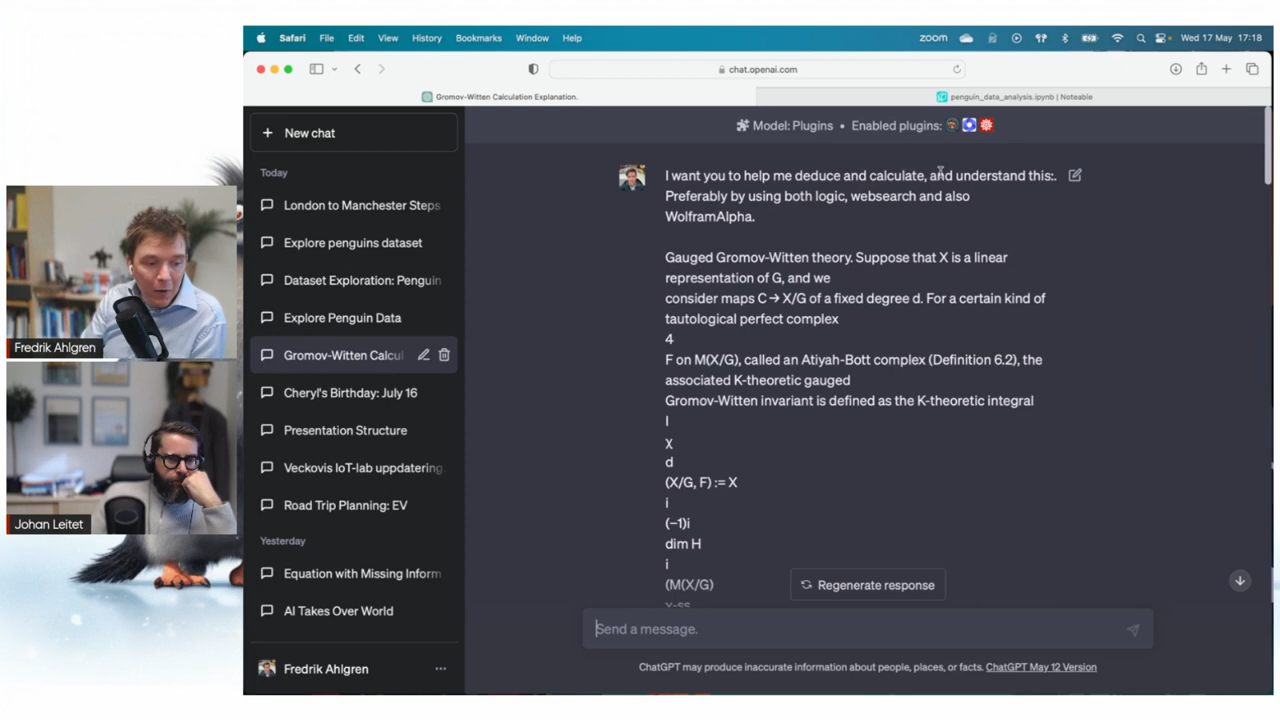 Safari File Edit View History Bookmarks Window Help
zoom
Wed 17 May 17:18
chat.openai.com
Gromov-Witten Calculation Explanation.
penguin_data_analysis.ipynb | Noteable
New chat
Today
London to Manchester Steps
Explore penguins dataset
Dataset Exploration: Penguin
Explore Penguin Data
Gromov-Witten Calcul
Cheryl's Birthday: July 16
Presentation Structure
Veckovis IoT-lab uppdatering.
Road Trip Planning: EV
Yesterday
Equation with Missing Inform
AI Takes Over World
Fredrik Ahlgren
Model: Plugins • Enabled plugins:
I want you to help me deduce and calculate, and understand this:.
Preferably by using both logic, websearch and also
WolframAlpha.
Gauged Gromov-Witten theory. Suppose that X is a linear
representation of G, and we
consider maps C → X/G of a fixed degree d. For a certain kind of
tautological perfect complex
4
F on M(X/G), called an Atiyah-Bott complex (Definition 6.2), the
associated K-theoretic gauged
Gromov-Witten invariant is defined as the K-theoretic integral
I
χ
d
(X/G, F) := X
i
(−1)i
dim H
i
(M(X/G)
χ-ss
Regenerate response
Send a message.
ChatGPT may produce inaccurate information about people, places, or facts. ChatGPT May 12 Version
Fredrik Ahlgren
Johan Leitet